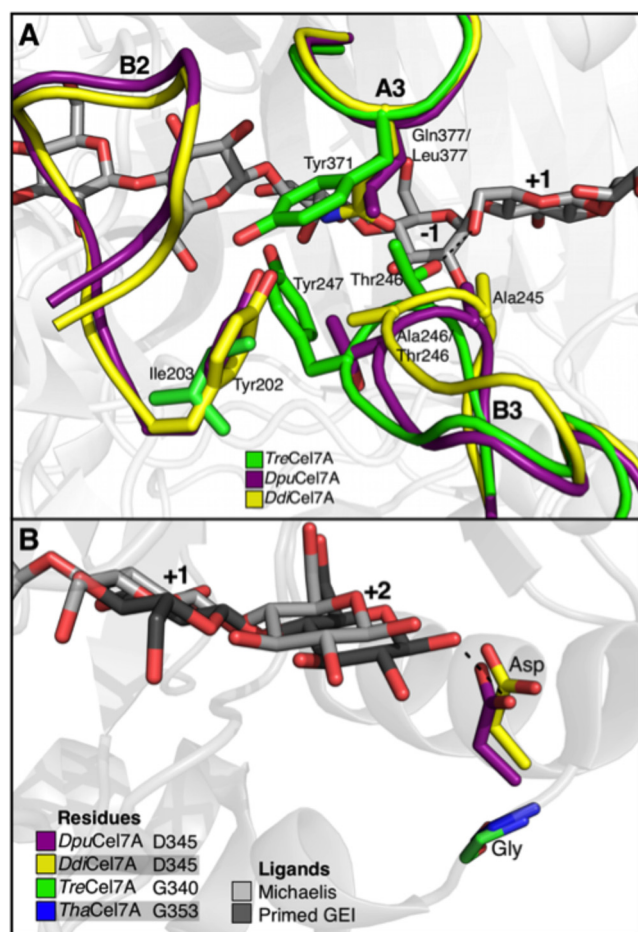 A
B2
A3
Gln377/
Leu377
Tyr371
+1
-1
Tyr247
Thr246
Ala245
Ala246/
Thr246
Ile203
Tyr202
B3
TreCel7A
DpuCel7A
DdiCel7A
B
+1
+2
Asp
Gly
Residues
DpuCel7A D345
DdiCel7A D345
TreCel7A G340
ThaCel7A G353
Ligands
Michaelis
Primed GEI